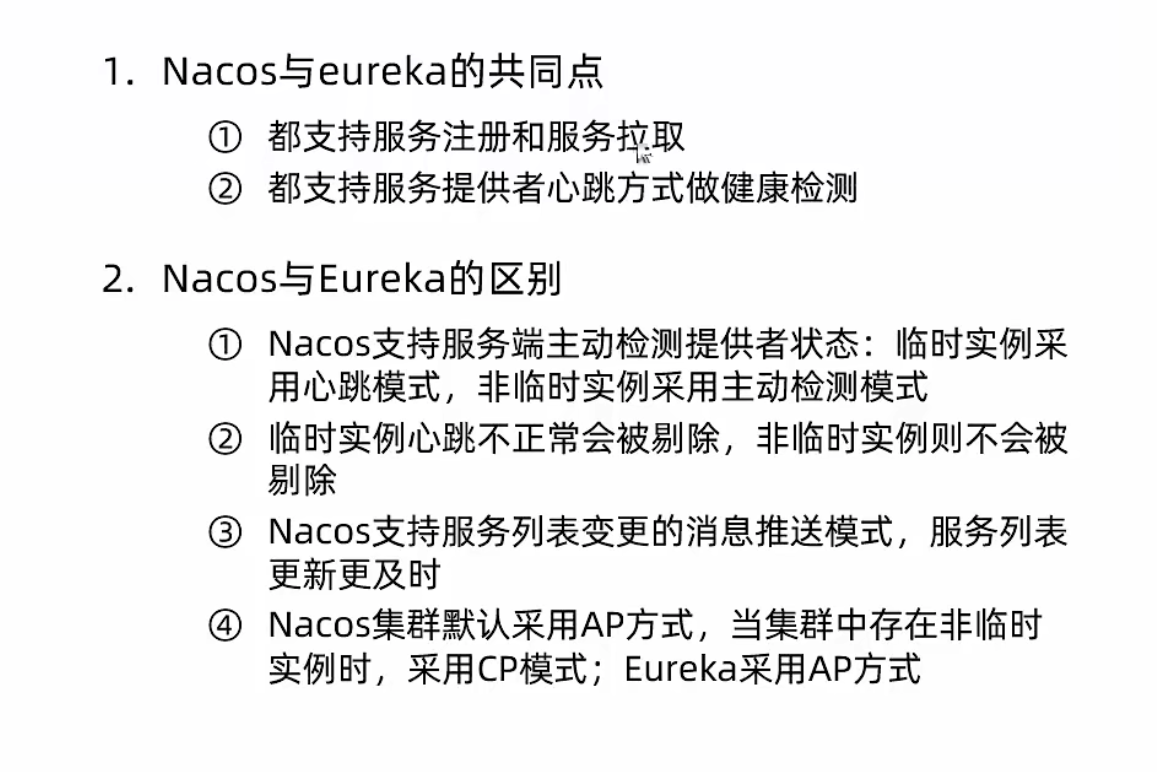 1. Nacos与eureka的共同点
① 都支持服务注册和服务拉取
② 都支持服务提供者心跳方式做健康检测
2. Nacos与Eureka的区别
① Nacos支持服务端主动检测提供者状态：临时实例采
用心跳模式，非临时实例采用主动检测模式
② 临时实例心跳不正常会被剔除，非临时实例则不会被
剔除
③ Nacos支持服务列表变更的消息推送模式，服务列表
更新更及时
④ Nacos集群默认采用AP方式，当集群中存在非临时
实例时，采用CP模式；Eureka采用AP方式